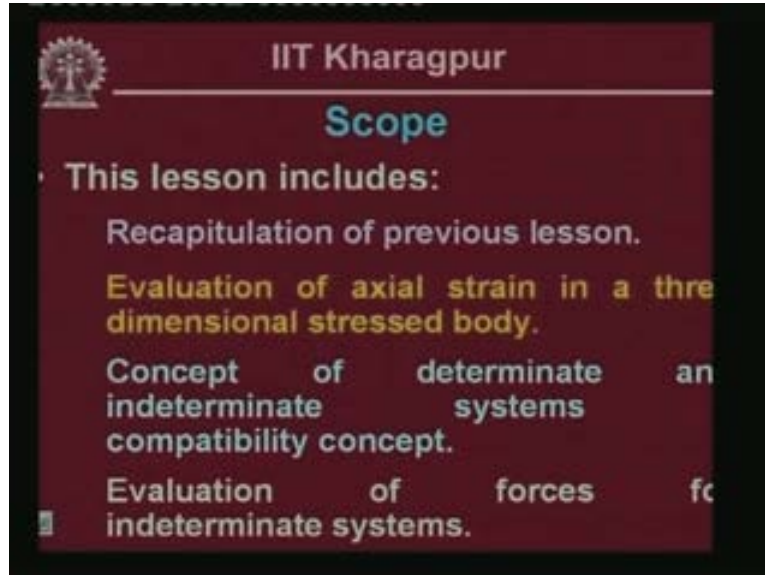 IIT Kharagpur
Scope
· This lesson includes:
Recapitulation of previous lesson.
Evaluation of axial strain in a thre
dimensional stressed body.
Concept of determinate an
indeterminate systems
compatibility concept.
Evaluation of forces fo
indeterminate systems.